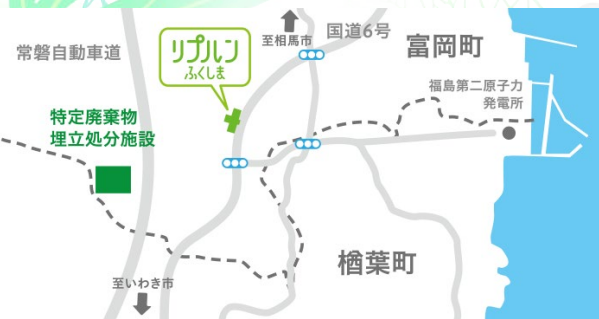 常磐自動車道
リプルン
ふくしま
至相馬市
国道6号
富岡町
福島第二原子力
発電所
特定廃棄物
埋立処分施設
楢葉町
至いわき市